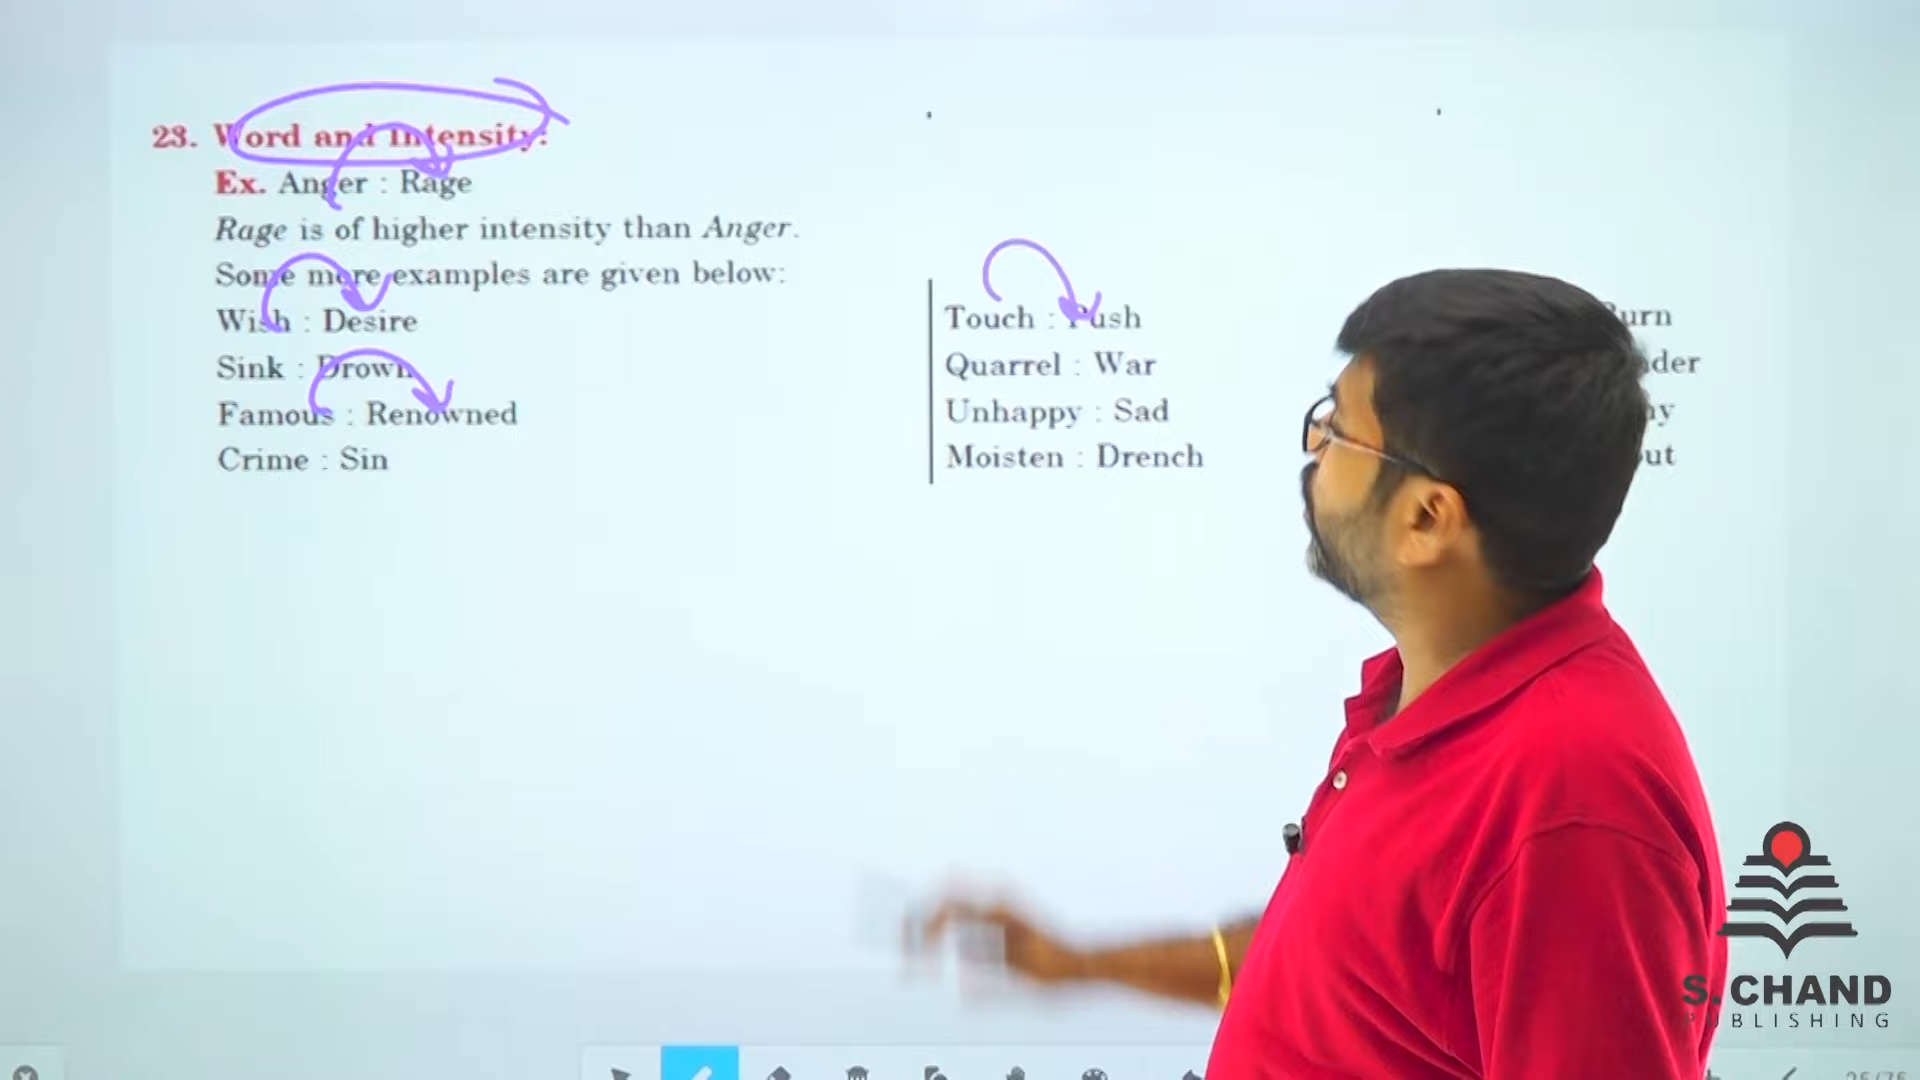 23. Word and Intensity:
Ex. Anger : Rage
Rage is of higher intensity than Anger.
Some more examples are given below:
Wish : Desire
Sink : Drown
Famous : Renowned
Crime : Sin
Touch : Push
Quarrel : War
Unhappy : Sad
Moisten : Drench
S. CHAND
PUBLISHING